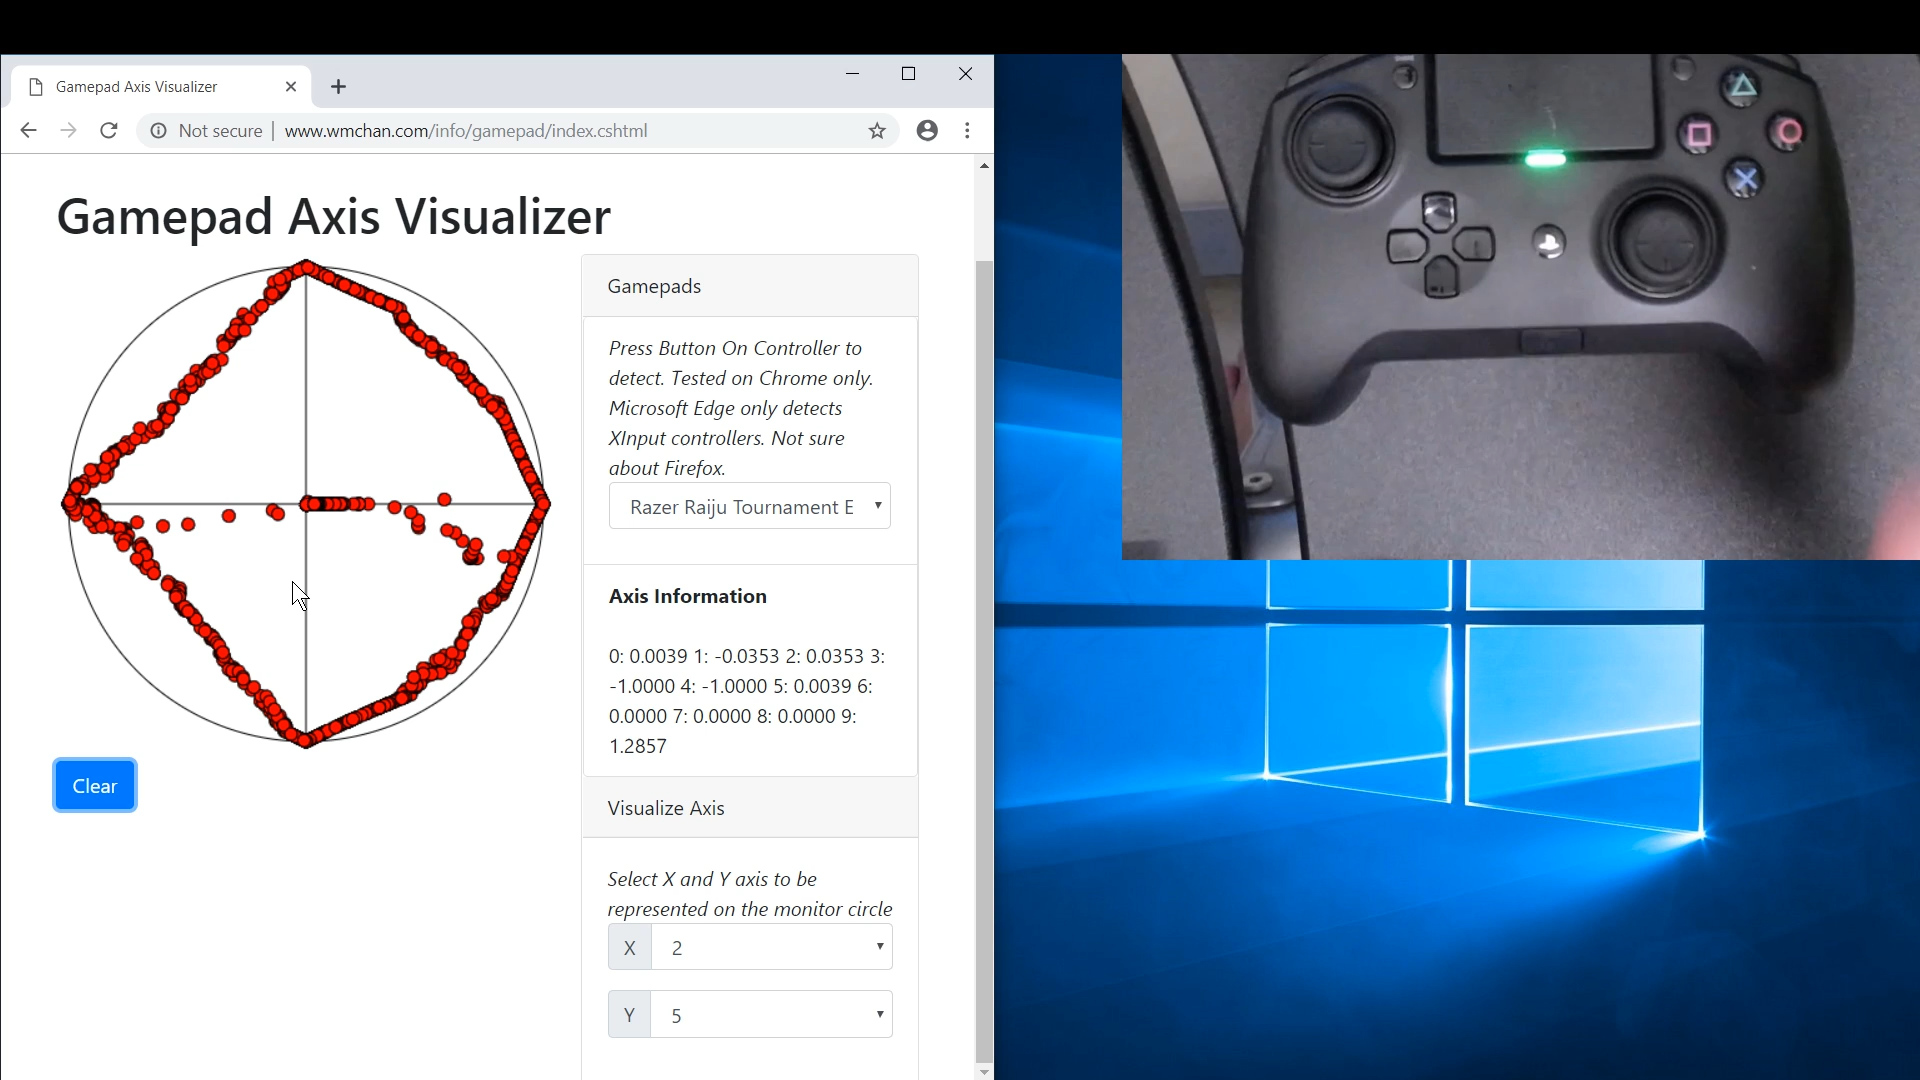 Gamepad Axis Visualizer
Not secure | www.wmchan.com/info/gamepad/index.cshtml
Gamepad Axis Visualizer
Gamepads
Press Button On Controller to
detect. Tested on Chrome only.
Microsoft Edge only detects
XInput controllers. Not sure
about Firefox.
Razer Raiju Tournament E
Axis Information
0: 0.0039 1: -0.0353 2: 0.0353 3:
-1.0000 4: -1.0000 5: 0.0039 6:
0.0000 7: 0.0000 8: 0.0000 9:
1.2857
Clear
Visualize Axis
Select X and Y axis to be
represented on the monitor circle
X 2
Y 5